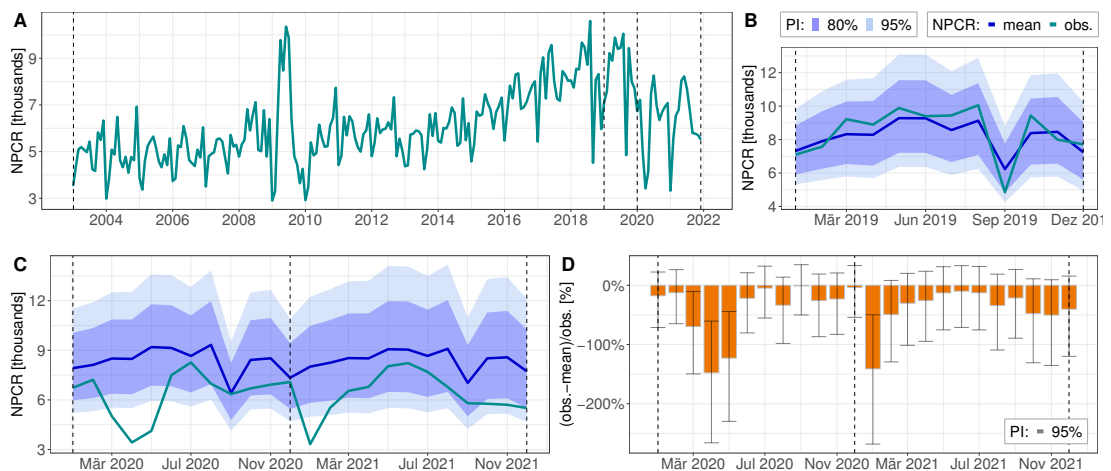 A
NPCR [thousands]
9
7
5
3
2004 2006 2008 2010 2012 2014 2016 2018 2020 2022
B
PI: 80% 95%
NPCR: mean obs.
NPCR [thousands]
12
10
8
6
4
Mär 2019 Jun 2019 Sep 2019 Dez 201
C
NPCR [thousands]
12
9
6
3
Mär 2020 Jul 2020 Nov 2020 Mär 2021 Jul 2021 Nov 2021
D
(obs.−mean)/obs. [%]
0%
−100%
−200%
PI: 95%
Mär 2020 Jul 2020 Nov 2020 Mär 2021 Jul 2021 Nov 2021